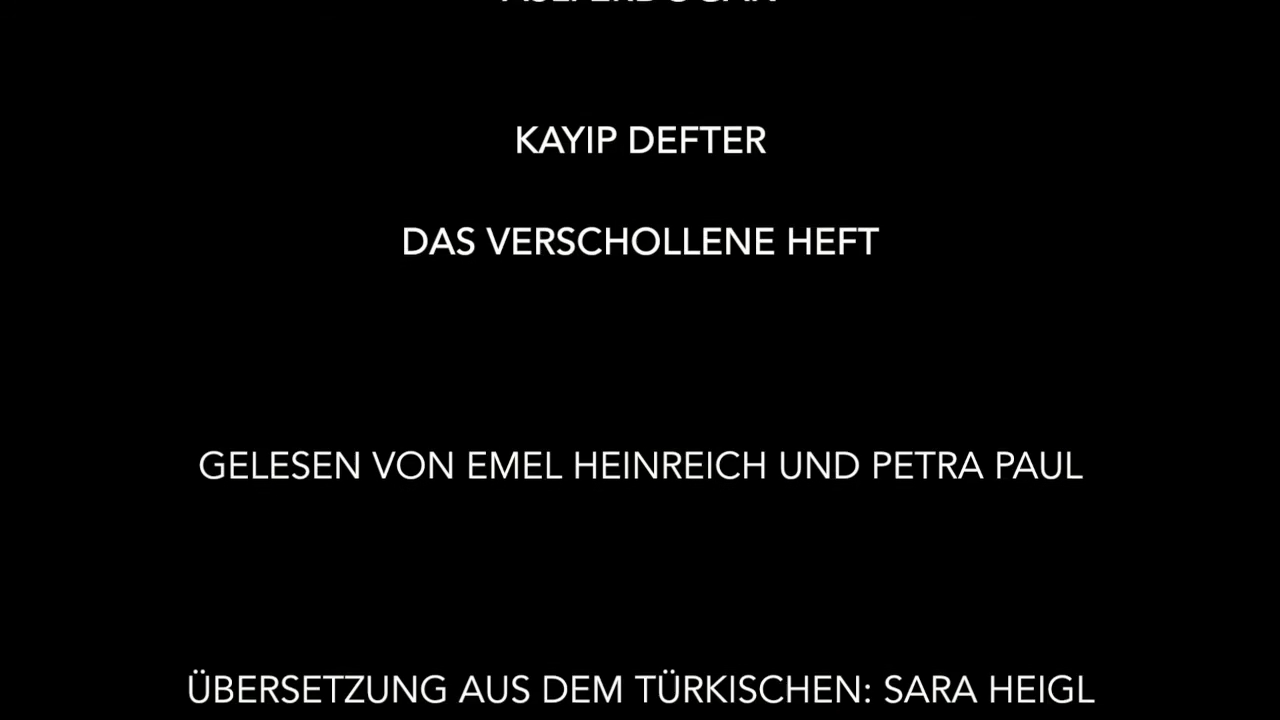 KAYIP DEFTER
DAS VERSCHOLLENE HEFT
GELESEN VON EMEL HEINREICH UND PETRA PAUL
ÜBERSETZUNG AUS DEM TÜRKISCHEN: SARA HEIGL